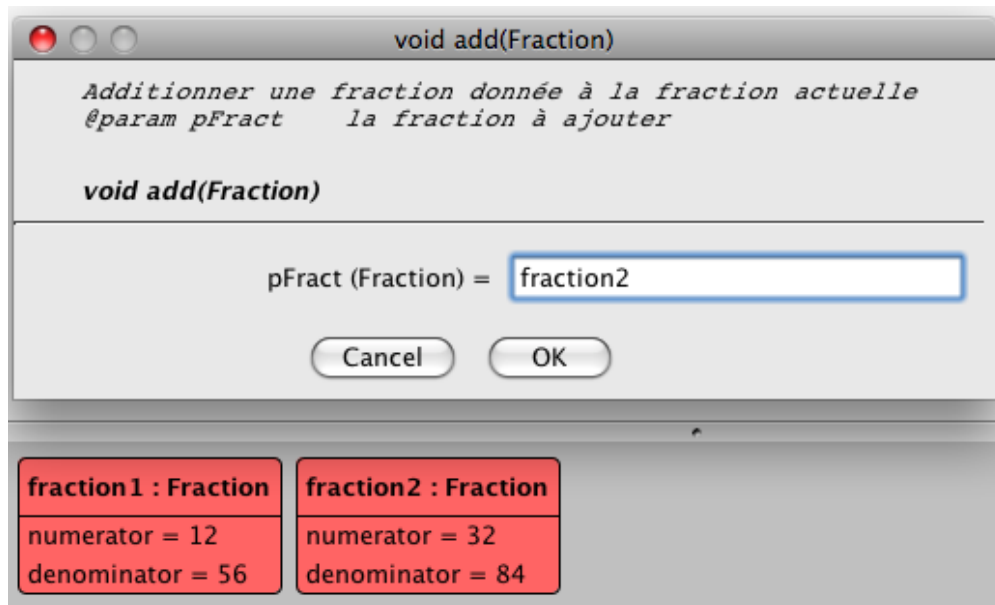 void add(Fraction)
Additionner une fraction donnée à la fraction actuelle
@param pFract la fraction à ajouter
void add(Fraction)
pFract (Fraction) = fraction2
Cancel OK
fraction1 : Fraction
numerator = 12
denominator = 56
fraction2 : Fraction
numerator = 32
denominator = 84